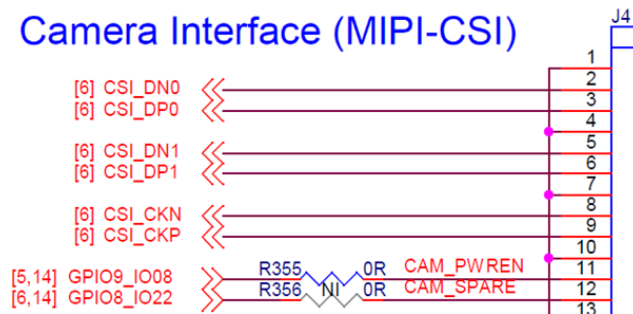 Camera Interface (MIPI-CSI)
J4
1
[6] CSI_DN0 2
[6] CSI_DP0 3
4
[6] CSI_DN1 5
[6] CSI_DP1 6
7
[6] CSI_CKN 8
[6] CSI_CKP 9
10
[5,14] GPIO9_IO08 R355 0R CAM_PWREN 11
[6,14] GPIO8_IO22 R356 NI 0R CAM_SPARE 12
13